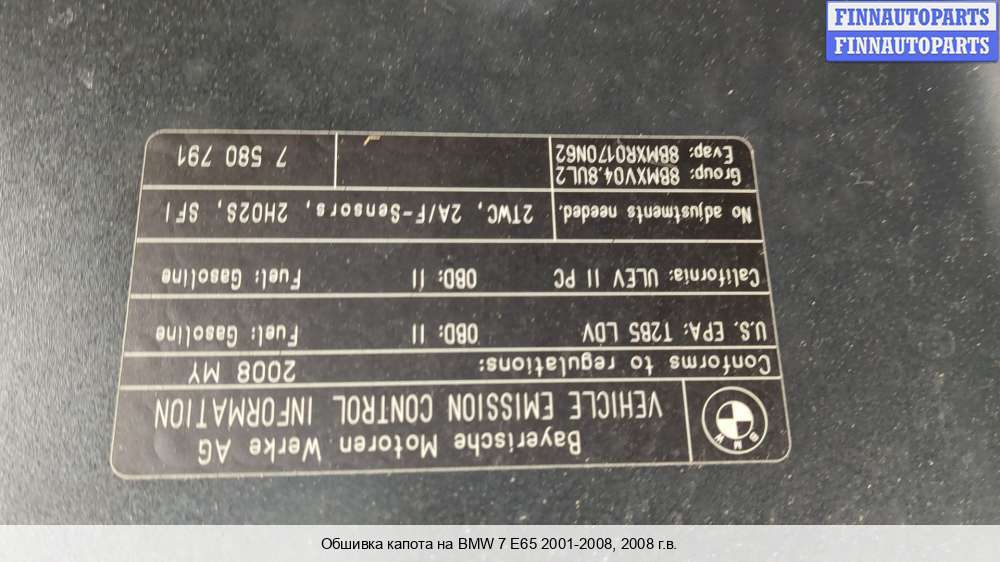 FINNAUTOPARTS
FINNAUTOPARTS
BMW
Bayerische Motoren Werke AG
VEHICLE EMISSION CONTROL INFORMATION
Conforms to regulations: 2008 MY
U.S. EPA: T2B5 LDV OBD: II Fuel: Gasoline
California: ULEV II PC OBD: II Fuel: Gasoline
No adjustments needed. 2TWC, 2A/F-Sensors, 2HO2S, SFI
Group: 8BMXV04.8UL2
Evap: 8BMXR0170N62
7 580 791
Обшивка капота на BMW 7 E65 2001-2008, 2008 г.в.